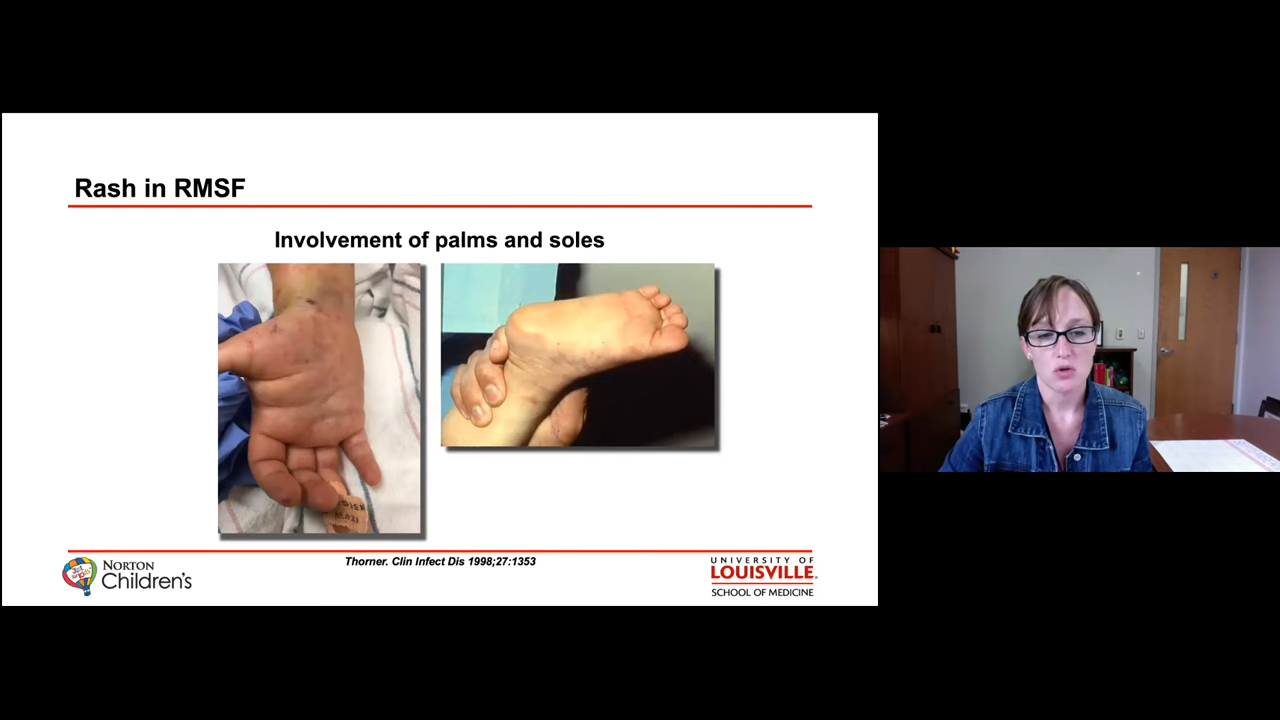 Rash in RMSF
Involvement of palms and soles
Thorner. Clin Infect Dis 1998;27:1353
NORTON
Children's
UNIVERSITY OF
LOUISVILLE
SCHOOL OF MEDICINE